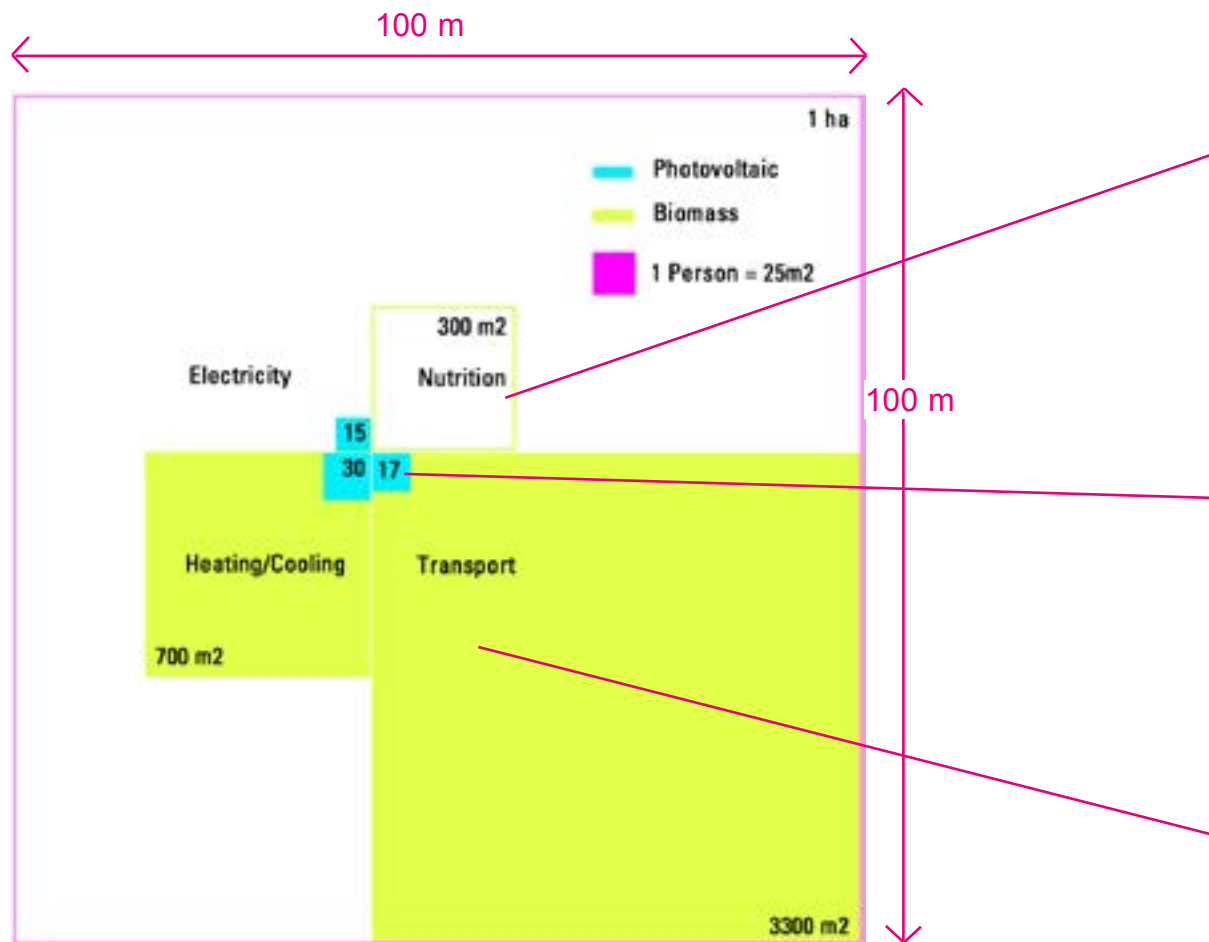 100 m
1 ha
Photovoltaic
Biomass
1 Person = 25m2
300 m2
Electricity
Nutrition
100 m
15
30
17
Heating/Cooling
Transport
700 m2
3300 m2